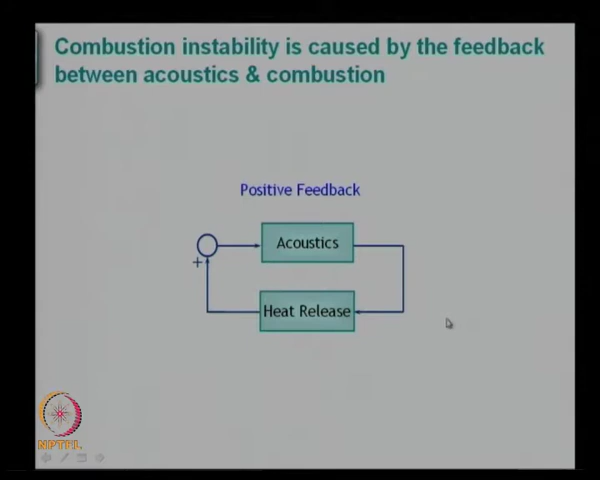 Combustion instability is caused by the feedback
between acoustics & combustion
Positive Feedback
Acoustics
+
Heat Release
NPTEL